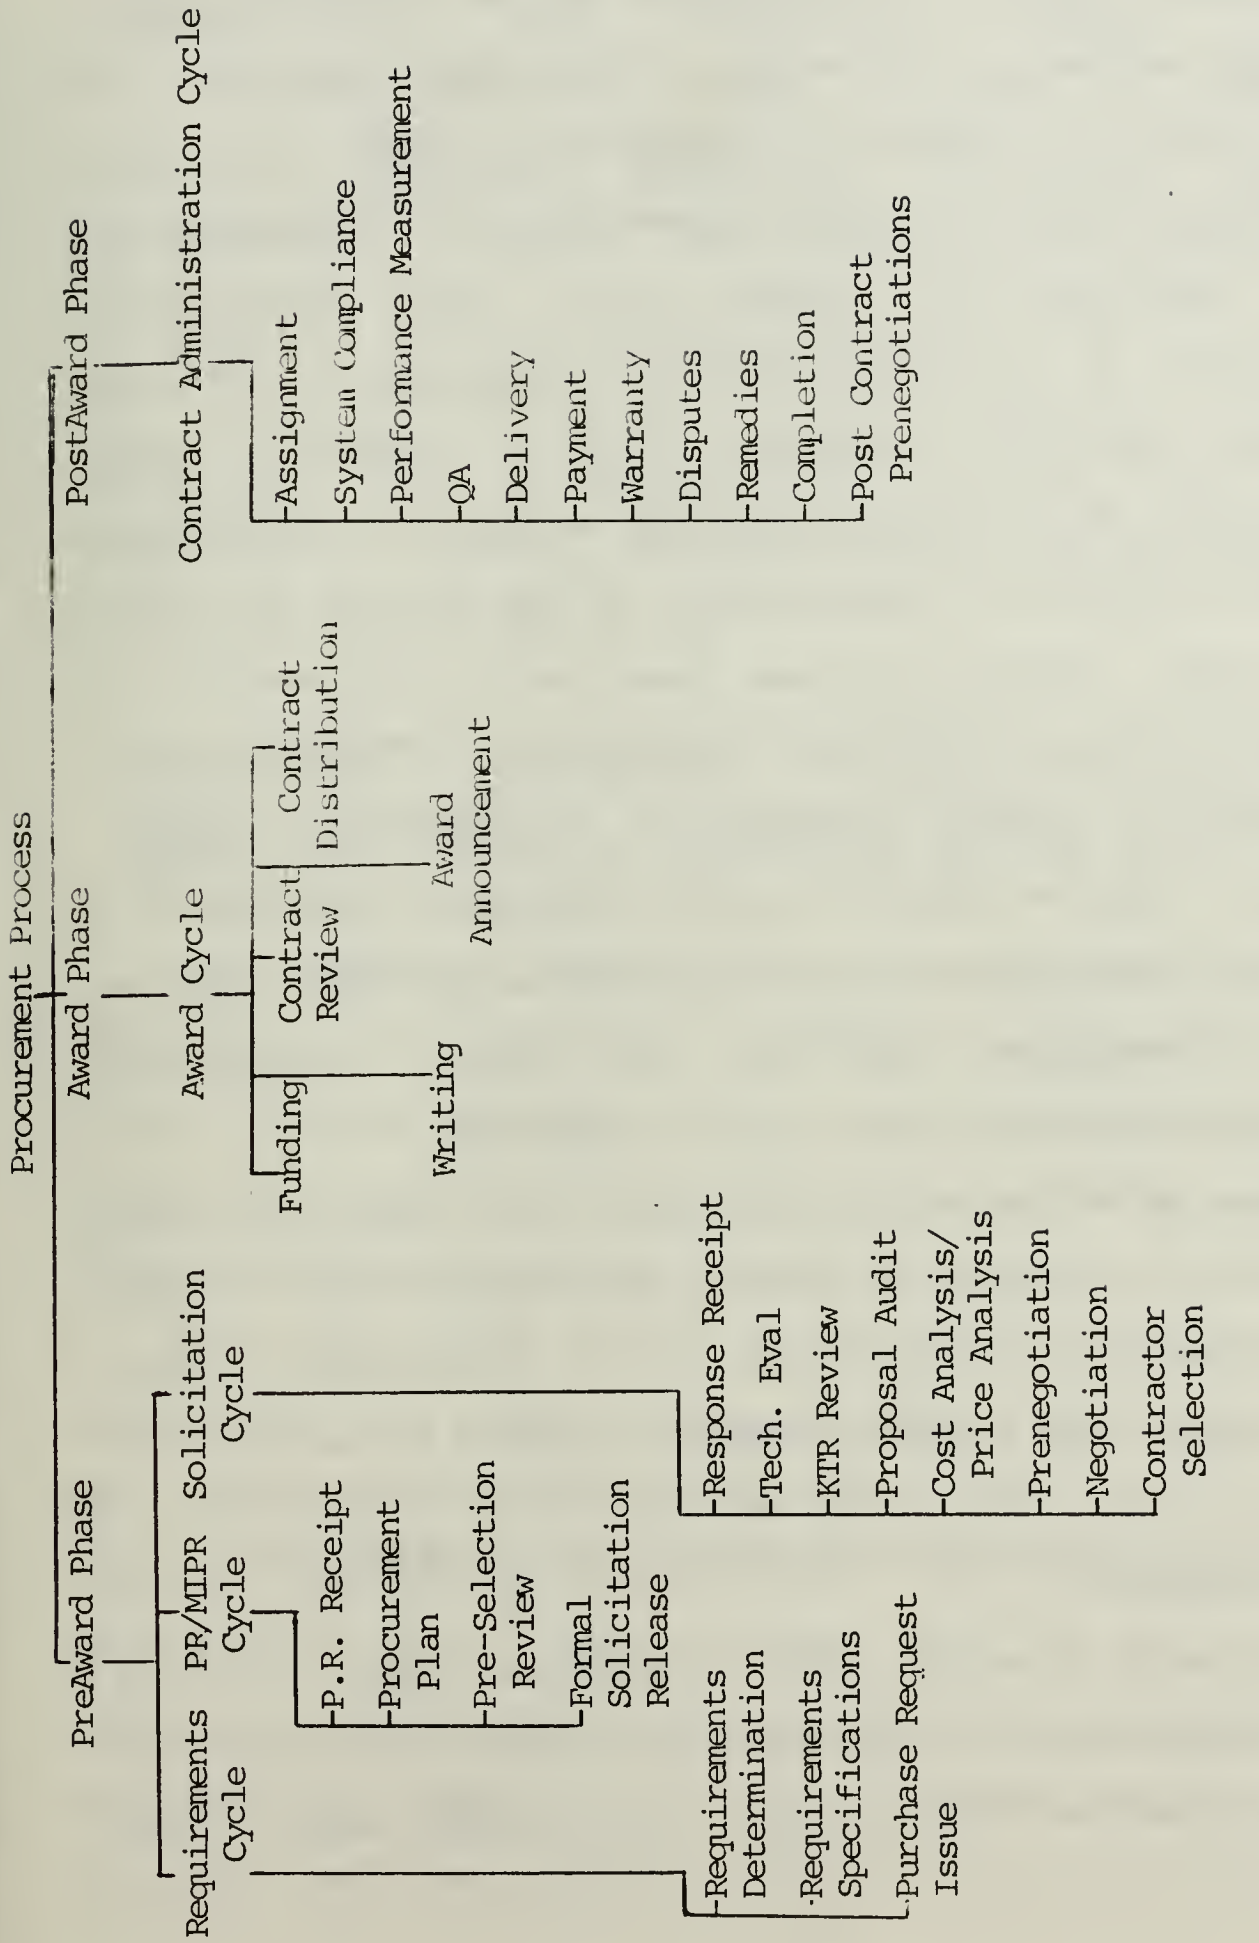 Procurement Process
PreAward Phase
Award Phase
PostAward Phase
Requirements
Cycle
PR/MIPR
Cycle
Solicitation
Cycle
Award Cycle
Contract Administration Cycle
P.R. Receipt
Procurement
Plan
Pre-Selection
Review
Formal
Solicitation
Release
Requirements
Determination
Requirements
Specifications
Purchase Request
Issue
Response Receipt
Tech. Eval
KTR Review
Proposal Audit
Cost Analysis/
Price Analysis
Prenegotiation
Negotiation
Contractor
Selection
Funding
Writing
Contract
Review
Award
Announcement
Contract
Distribution
Assignment
System Compliance
Performance Measurement
QA
Delivery
Payment
Warranty
Disputes
Remedies
Completion
Post Contract
Prenegotiations